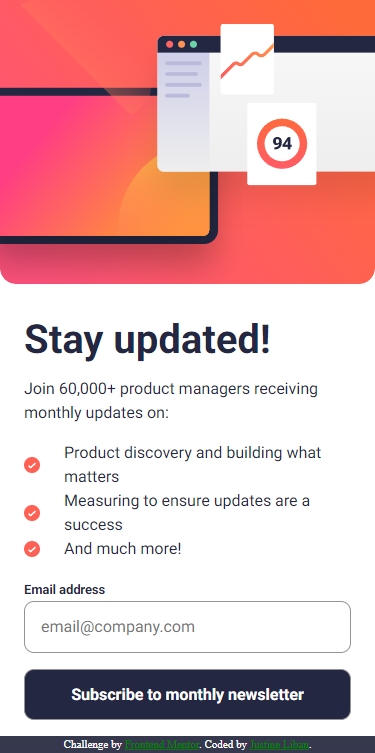 94
Stay updated!
Join 60,000+ product managers receiving
monthly updates on:
Product discovery and building what
matters
Measuring to ensure updates are a
success
And much more!
Email address
email@company.com
Subscribe to monthly newsletter
Challenge by Frontend Mentor. Coded by Justine Liban.